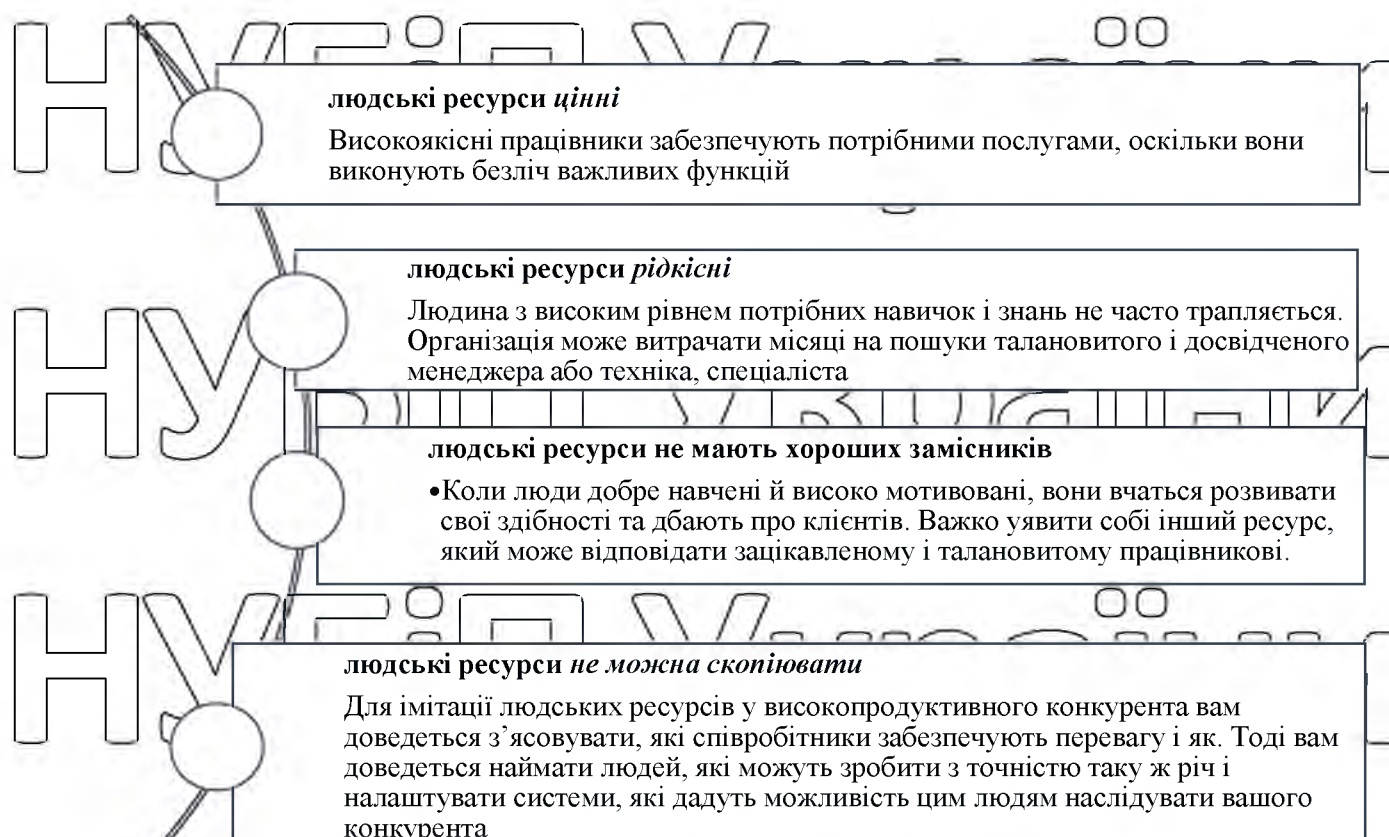 людські ресурси цінні
Високоякісні працівники забезпечують потрібними послугами, оскільки вони
виконують безліч важливих функцій
людські ресурси рідкісні
Людина з високим рівнем потрібних навичок і знань не часто трапляється.
Організація може витрачати місяці на пошуки талановитого і досвідченого
менеджера або техніка, спеціаліста
людські ресурси не мають хороших замісників
•Коли люди добре навчені й високо мотивовані, вони вчаться розвивати
свої здібності та дбають про клієнтів. Важко уявити собі інший ресурс,
який може відповідати зацікавленому і талановитому працівникові.
людські ресурси не можна скопіювати
Для імітації людських ресурсів у високопродуктивного конкурента вам
доведеться з’ясовувати, які співробітники забезпечують перевагу і як. Тоді вам
доведеться наймати людей, які можуть зробити з точністю таку ж річ і
налаштувати системи, які дадуть можливість цим людям наслідувати вашого
конкурента